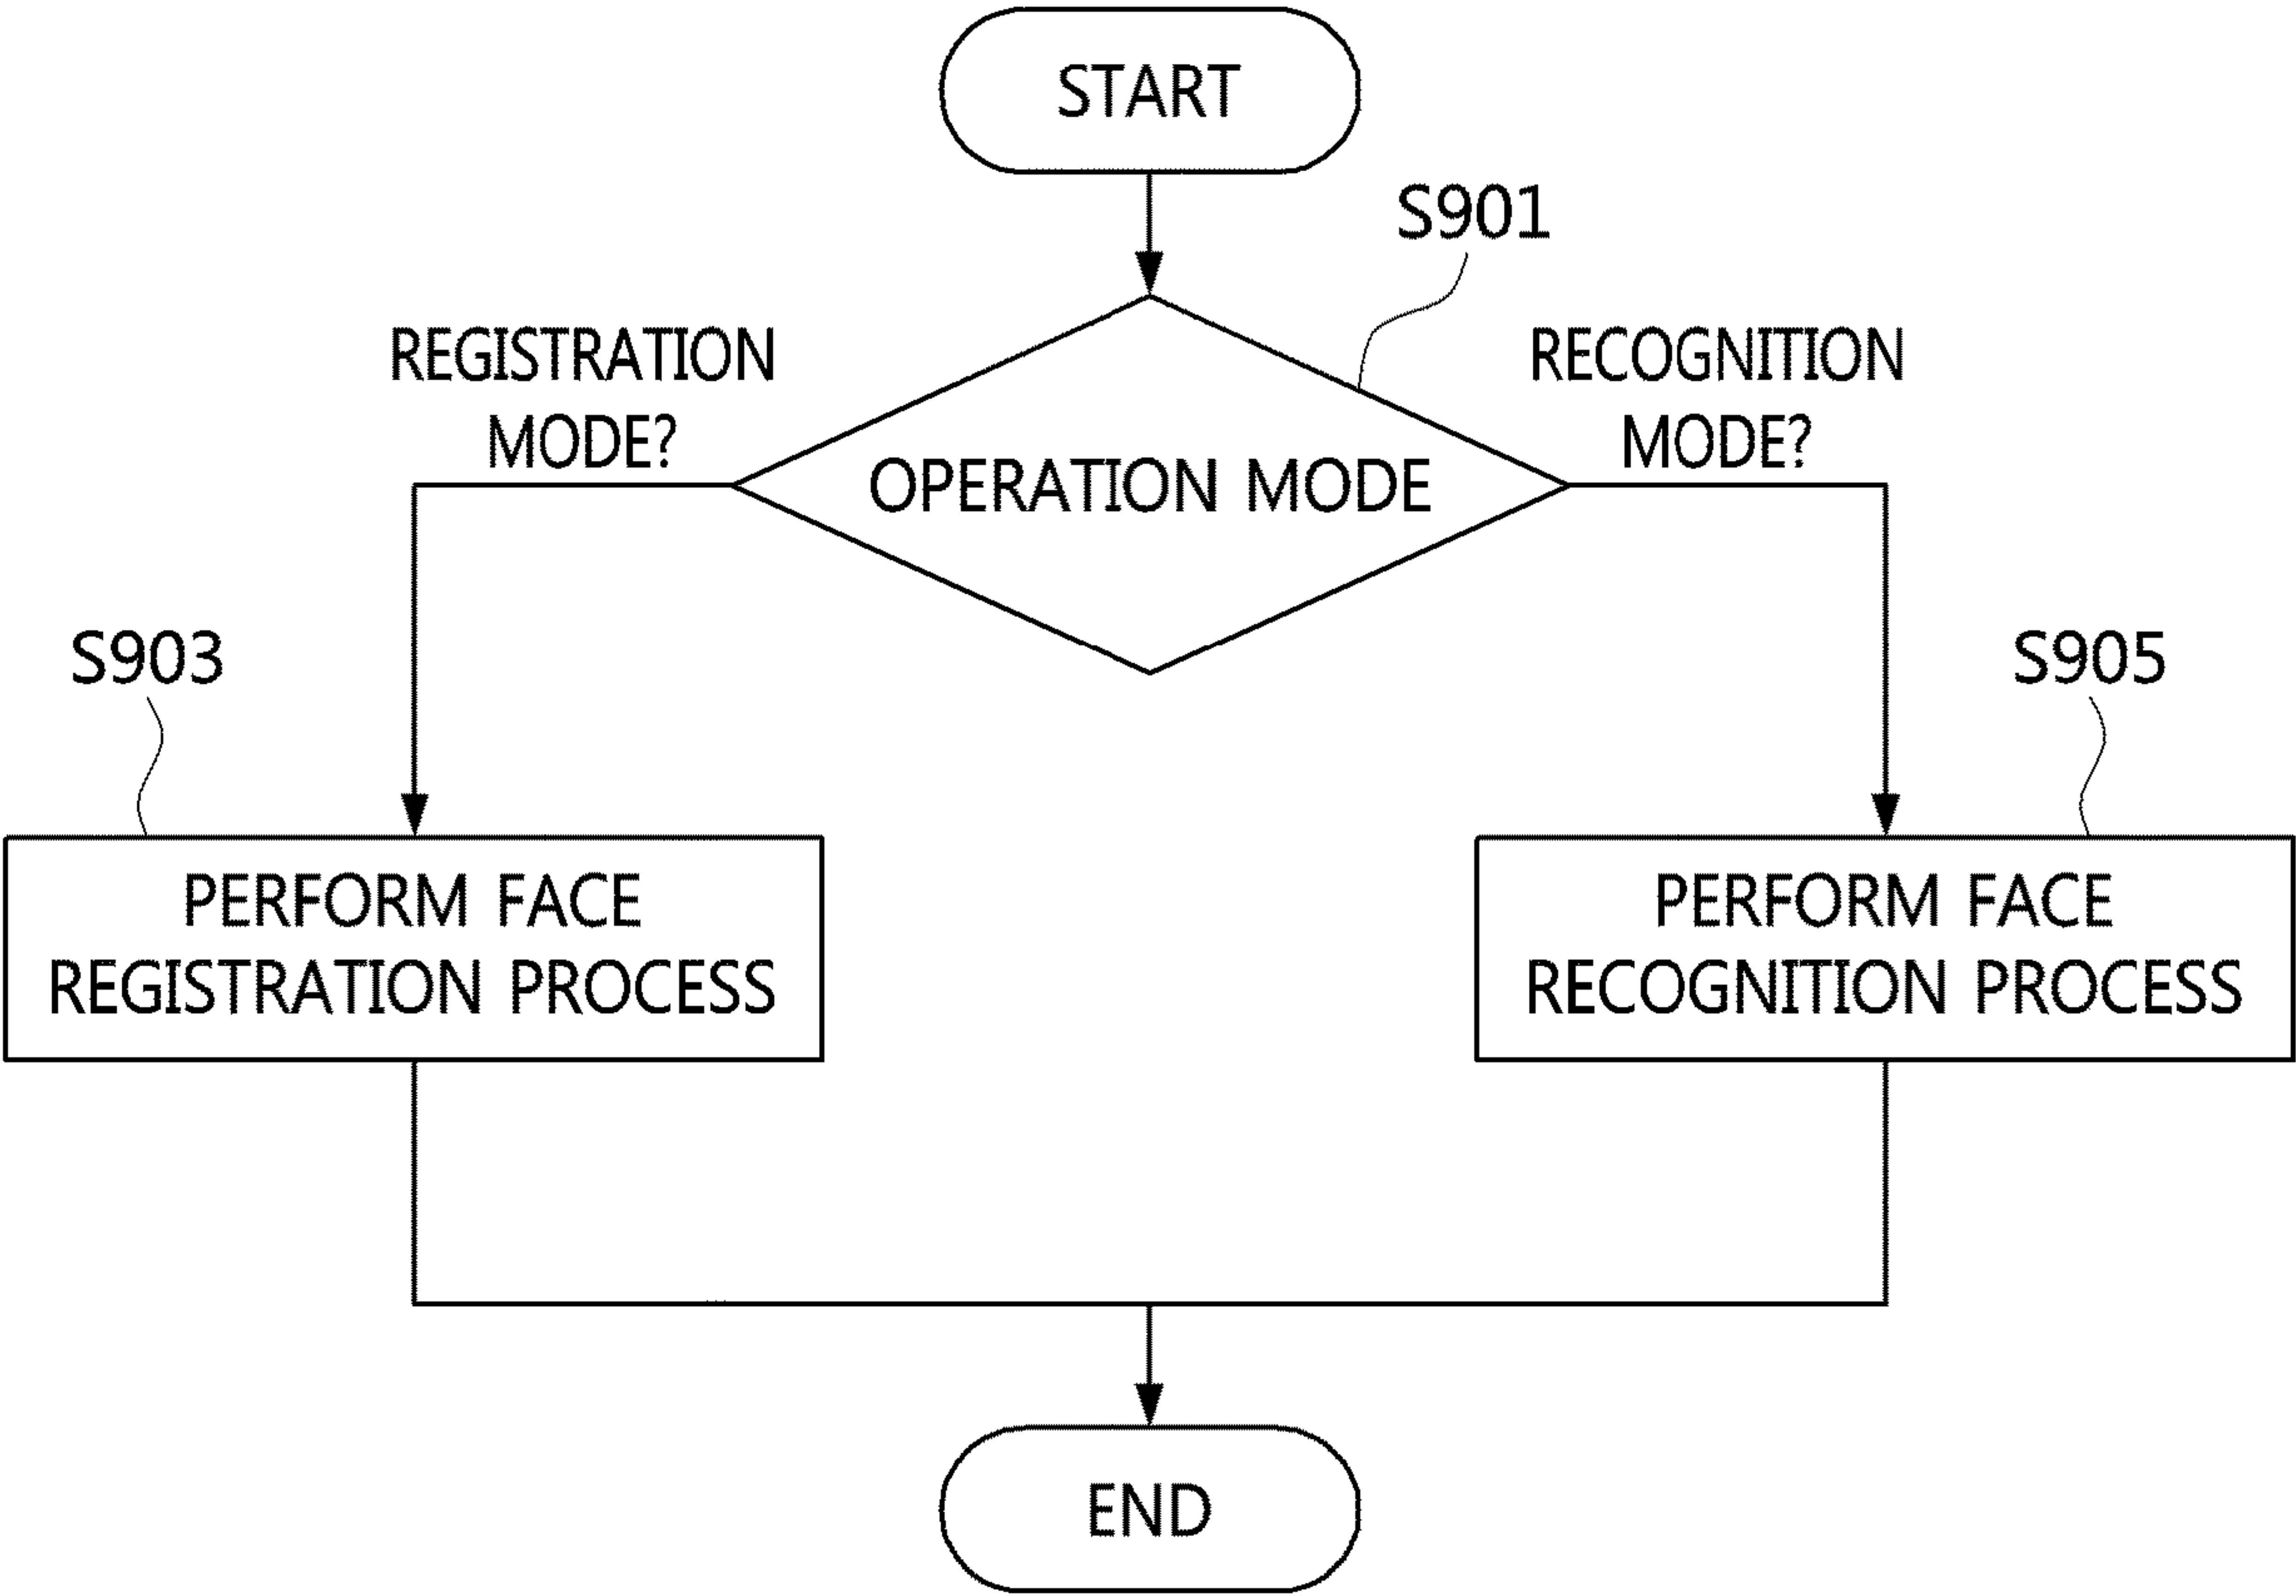 START
S901
REGISTRATION
MODE?
RECOGNITION
MODE?
OPERATION MODE
S903
S905
PERFORM FACE
REGISTRATION PROCESS
PERFORM FACE
RECOGNITION PROCESS
END